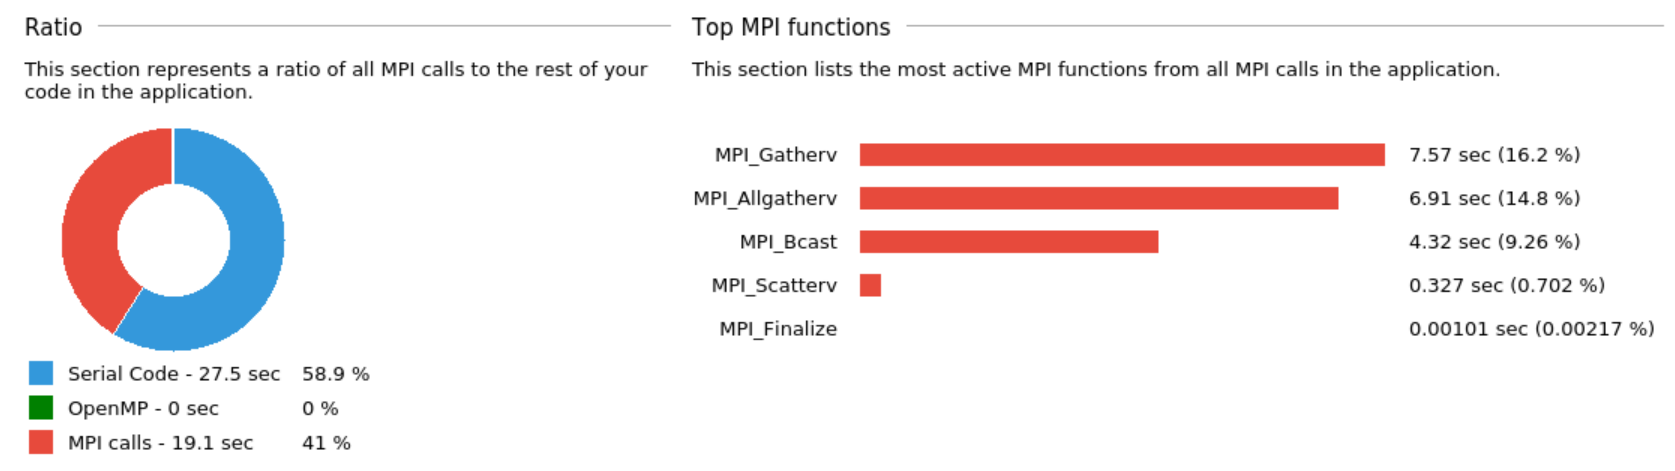 Ratio
This section represents a ratio of all MPI calls to the rest of your
code in the application.
Serial Code - 27.5 sec 58.9 %
OpenMP - 0 sec 0 %
MPI calls - 19.1 sec 41 %
Top MPI functions
This section lists the most active MPI functions from all MPI calls in the application.
MPI_Gatherv 7.57 sec (16.2 %)
MPI_Allgatherv 6.91 sec (14.8 %)
MPI_Bcast 4.32 sec (9.26 %)
MPI_Scatterv 0.327 sec (0.702 %)
MPI_Finalize 0.00101 sec (0.00217 %)